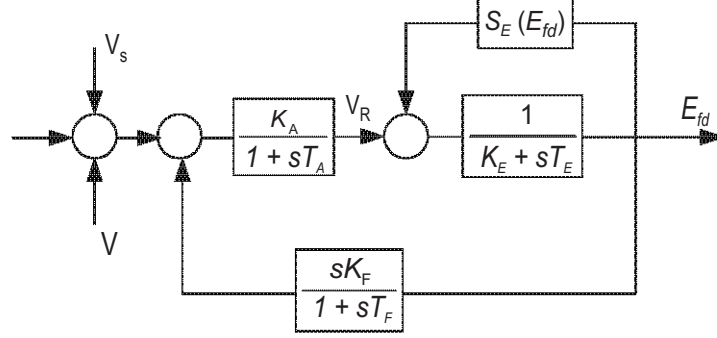 S_E (E_fd)
V_s
K_A
1 + sT_A
V_R
1
K_E + sT_E
E_fd
V
sK_F
1 + sT_F